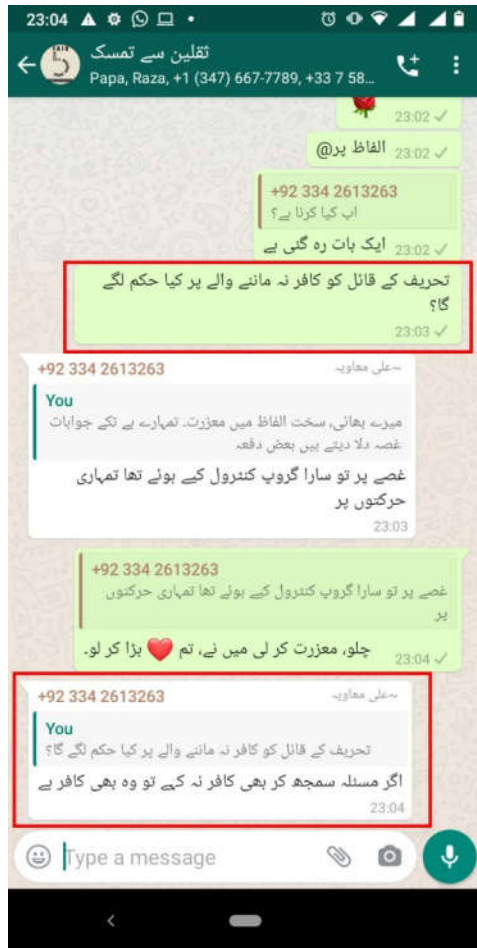 23:04
ثقلین سے تمسک
Papa, Raza, +1 (347) 667-7789, +33 7 58...
23:02
الفاظ پر@
23:02
+92 334 2613263
اب کیا کرنا ہے؟
ایک بات رہ گئی ہے
23:02
تحریف کے قائل کو کافر نہ ماننے والے پر کیا حکم لگے
گا؟
23:03
+92 334 2613263
~علی معاویہ
You
میرے بھائی، سخت الفاظ میں معزرت۔ تمہارے بے تکے جوابات
غصہ دلا دیتے ہیں بعض دفعہ
غصے پر تو سارا گروپ کنٹرول کیے ہوئے تھا تمہاری
حرکتوں پر
23:03
+92 334 2613263
غصے پر تو سارا گروپ کنٹرول کیے ہوئے تھا تمہاری حرکتوں
پر
چلو، معزرت کر لی میں نے، تم ❤️ بڑا کر لو۔
23:04
+92 334 2613263
~علی معاویہ
You
تحریف کے قائل کو کافر نہ ماننے والے پر کیا حکم لگے گا؟
اگر مسئلہ سمجھ کر بھی کافر نہ کہے تو وہ بھی کافر ہے
23:04
Type a message